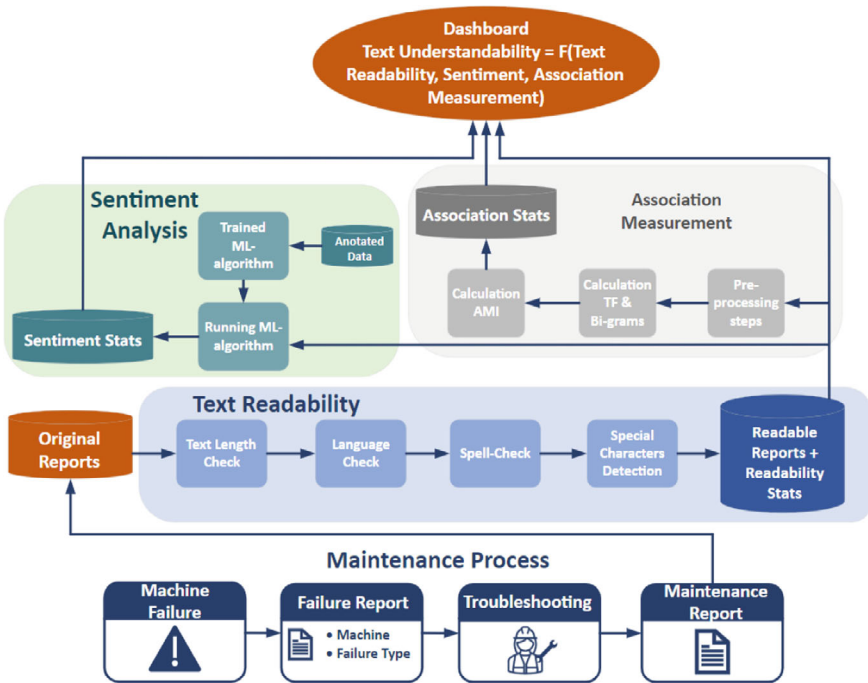 Dashboard
Text Understandability = F(Text
Readability, Sentiment, Association
Measurement)
Sentiment
Analysis
Trained
ML-
algorithm
Anotated
Data
Running ML-
algorithm
Sentiment Stats
Association
Measurement
Association Stats
Calculation
AMI
Calculation
TF &
Bi-grams
Pre-
processing
steps
Text Readability
Original
Reports
Text Length
Check
Language
Check
Spell-Check
Special
Characters
Detection
Readable
Reports +
Readability
Stats
Maintenance Process
Machine
Failure
Failure Report
• Machine
• Failure Type
Troubleshooting
Maintenance
Report